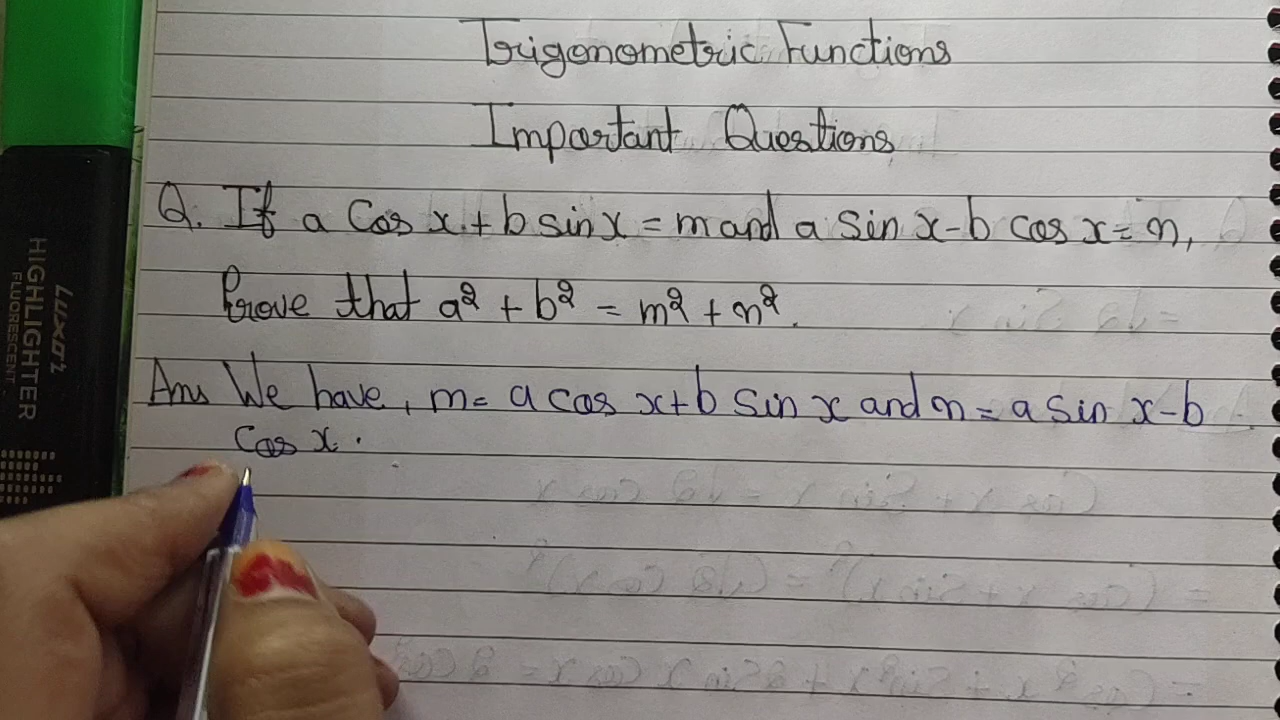 Trigonometric Functions
Important Questions
Q. If a cos x + b sin x = m and a sin x - b cos x = n,
Prove that a² + b² = m² + n².
Ans We have, m = a cos x + b sin x and n = a sin x - b
cos x.
LUXOR
HIGHLIGHTER
FLUORESCENT